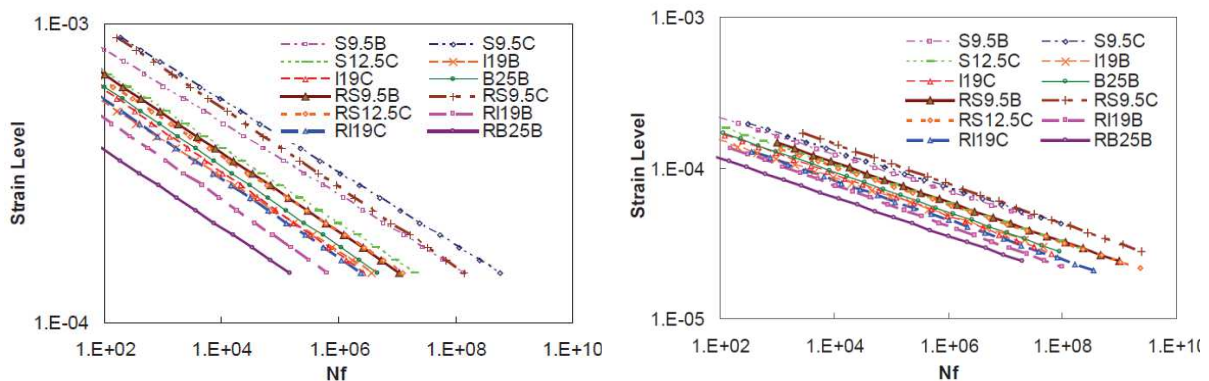 1.E-03
S9.5B S9.5C
S12.5C I19B
I19C B25B
RS9.5B RS9.5C
RS12.5C RI19B
RI19C RB25B
Strain Level
1.E-04
1.E+02 1.E+04 1.E+06 1.E+08 1.E+10
Nf
1.E-03
S9.5B S9.5C
S12.5C I19B
I19C B25B
RS9.5B RS9.5C
RS12.5C RI19B
RI19C RB25B
Strain Level
1.E-04
1.E-05
1.E+02 1.E+04 1.E+06 1.E+08 1.E+10
Nf